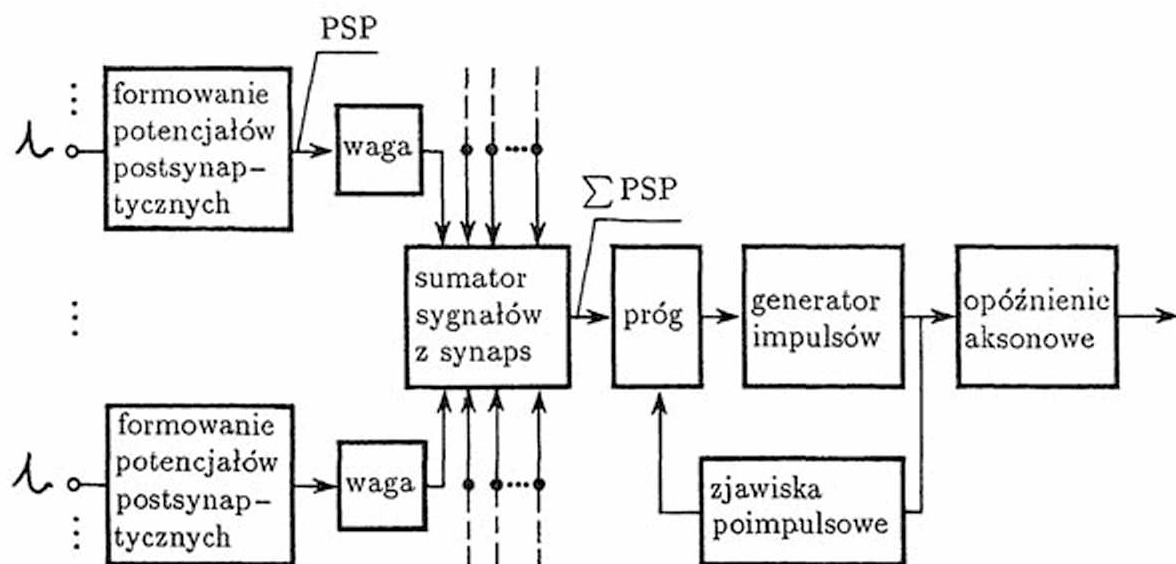 PSP
formowanie
potencjałów
postsynap–
tycznych
waga
∑ PSP
sumator
sygnałów
z synaps
próg
generator
impulsów
opóźnienie
aksonowe
formowanie
potencjałów
postsynap–
tycznych
waga
zjawiska
poimpulsowe